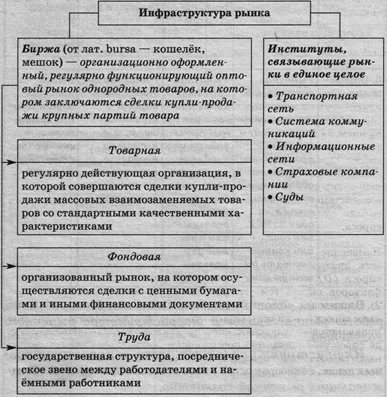 Инфраструктура рынка
Биржа (от лат. bursa — кошелёк,
мешок) — организационно оформлен-
ный, регулярно функционирующий опто-
вый рынок однородных товаров, на ко-
тором заключаются сделки купли-прода-
жи крупных партий товара
Товарная
регулярно действующая организация, в
которой совершаются сделки купли-про-
дажи массовых взаимозаменяемых това-
ров со стандартными качественными ха-
рактеристиками
Фондовая
организованный рынок, на котором осу-
ществляются сделки с ценными бумага-
ми и иными финансовыми документами
Труда
государственная структура, посредниче-
ское звено между работодателями и на-
ёмными работниками
Институты,
связывающие рын-
ки в единое целое
• Транспортная
сеть
• Система комму-
никаций
• Информационные
сети
• Страховые компа-
нии
• Суды